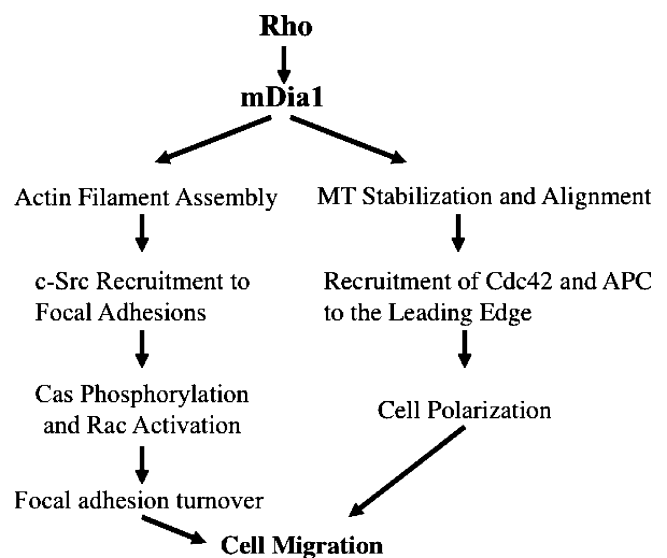 Rho
mDia1
Actin Filament Assembly
MT Stabilization and Alignment
c-Src Recruitment to
Focal Adhesions
Recruitment of Cdc42 and APC
to the Leading Edge
Cas Phosphorylation
and Rac Activation
Cell Polarization
Focal adhesion turnover
Cell Migration